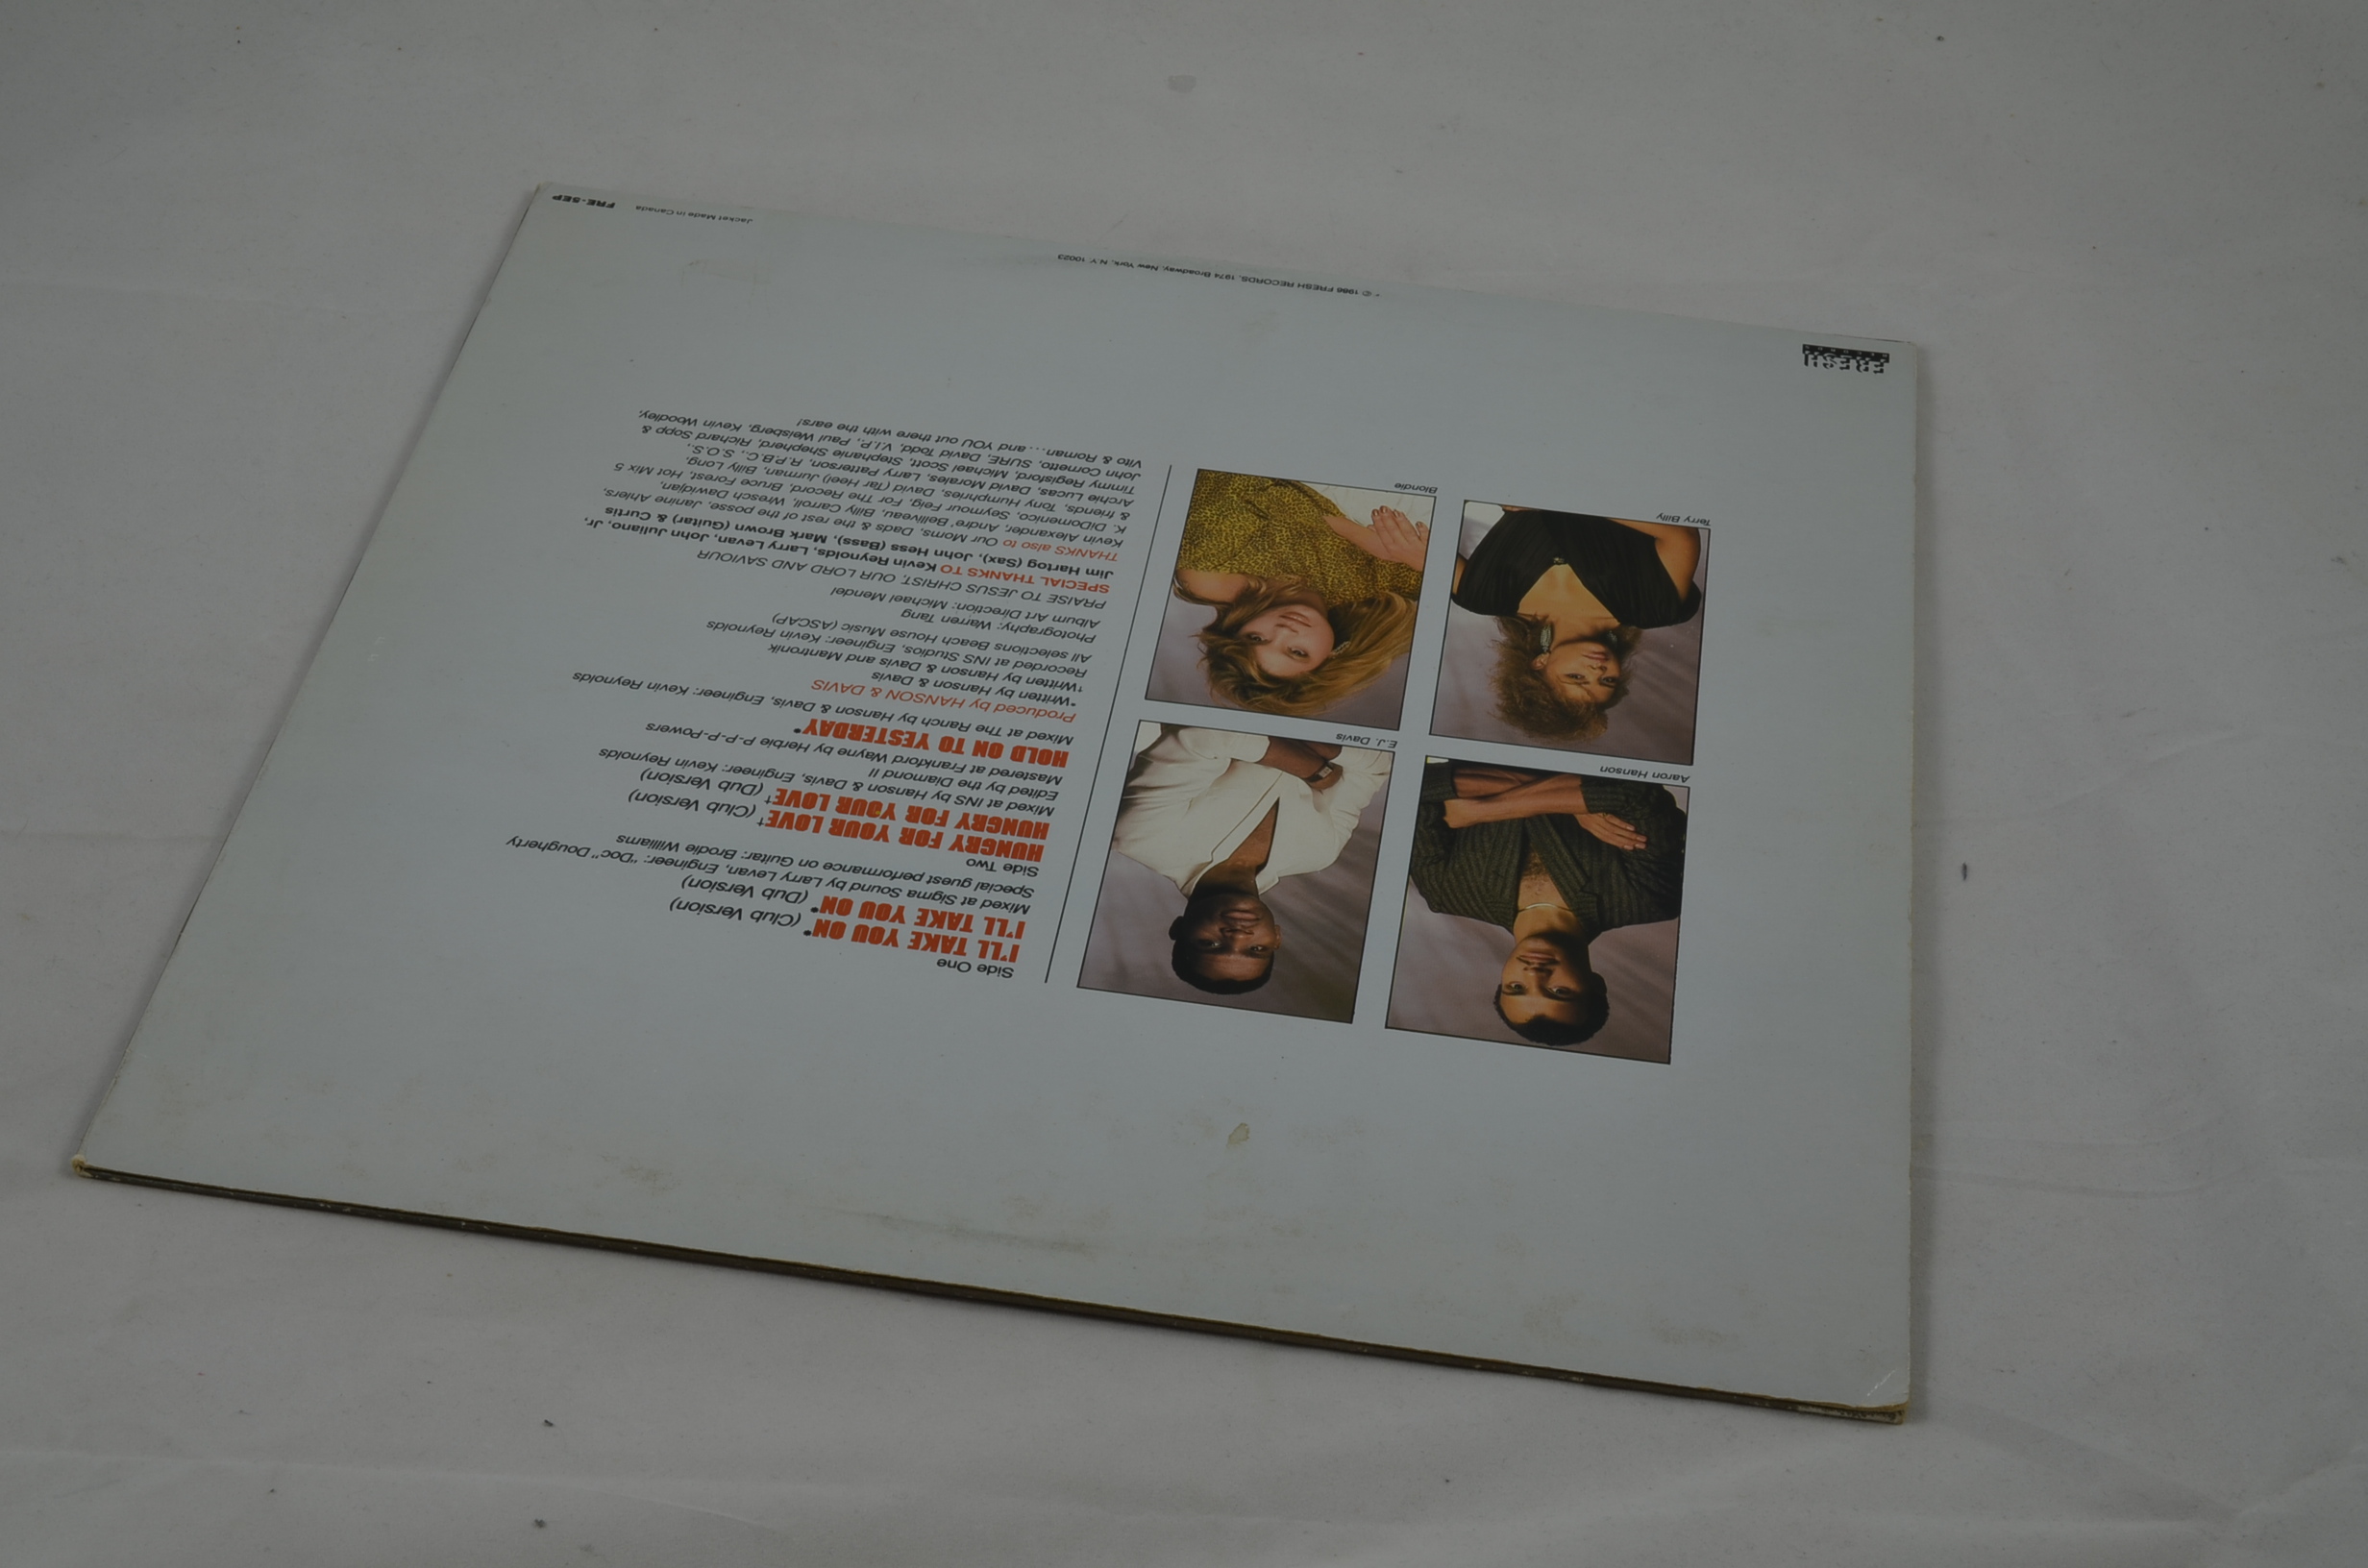 Aaron Hanson
E.J. Davis
Terry Billy
Blondie
Side One
I'LL TAKE YOU ON* (Club Version)
I'LL TAKE YOU ON* (Dub Version)
Mixed at Sigma Sound by Larry Levan, Engineer: "Doc" Dougherty
Special guest performance on Guitar: Brodie Williams
Side Two
HUNGRY FOR YOUR LOVE† (Club Version)
HUNGRY FOR YOUR LOVE† (Dub Version)
Mixed at INS by Hanson & Davis, Engineer: Kevin Reynolds
Edited by the Diamond II
Mastered at Frankford Wayne by Herbie P-P-P-Powers
HOLD ON TO YESTERDAY*
Mixed at The Ranch by Hanson & Davis, Engineer: Kevin Reynolds
Produced by HANSON & DAVIS
*Written by Hanson & Davis
†Written by Hanson & Davis and Mantronik
Recorded at INS Studios, Engineer: Kevin Reynolds
All selections Beach House Music (ASCAP)
Photography: Warren Tang
Album Art Direction: Michael Mendel
PRAISE TO JESUS CHRIST, OUR LORD AND SAVIOUR
SPECIAL THANKS TO Kevin Reynolds, Larry Levan, John Juliano, Jr,
Jim Hartog (Sax), John Hess (Bass), Mark Brown (Guitar) & Curtis
THANKS also to Our Moms, Dads & the rest of the posse, Janine Ahlers,
Kevin Alexander, Andre' Belliveau, Billy Carroll, Wresch Dawidjan,
K. DiDomenico, Seymour Feig, For The Record, Bruce Forest, Hot Mix 5
& friends, Tony Humphries, David (Tar Heel) Jurman, Billy Long,
Archie Lucas, David Morales, Larry Patterson, R.P.B.C., S.O.S.,
Timmy Regisford, Michael Scott, Stephanie Shepherd, Richard Sopp &
John Cometto, SURE, David Todd, V.I.P., Paul Weisberg, Kevin Woodley,
Vito & Roman.... and YOU out there with the ears!
FRESH
© 1986 FRESH RECORDS, 1974 Broadway, New York, N.Y. 10023
Jacket Made in Canada
FRE-5EP